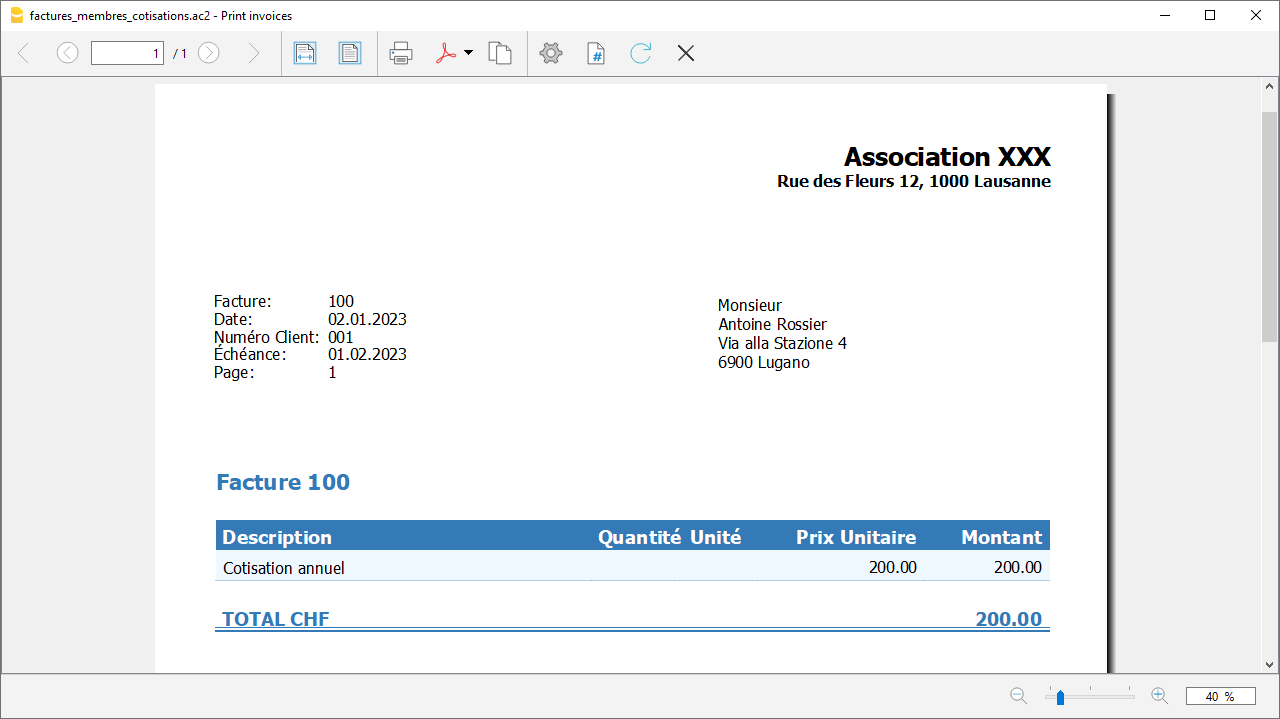 factures_membres_cotisations.ac2 - Print invoices
1 / 1
#
Association XXX
Rue des Fleurs 12, 1000 Lausanne
Facture: 100
Date: 02.01.2023
Numéro Client: 001
Échéance: 01.02.2023
Page: 1
Monsieur
Antoine Rossier
Via alla Stazione 4
6900 Lugano
Facture 100
Description Quantité Unité Prix Unitaire Montant
Cotisation annuel 200.00 200.00
TOTAL CHF 200.00
40 %